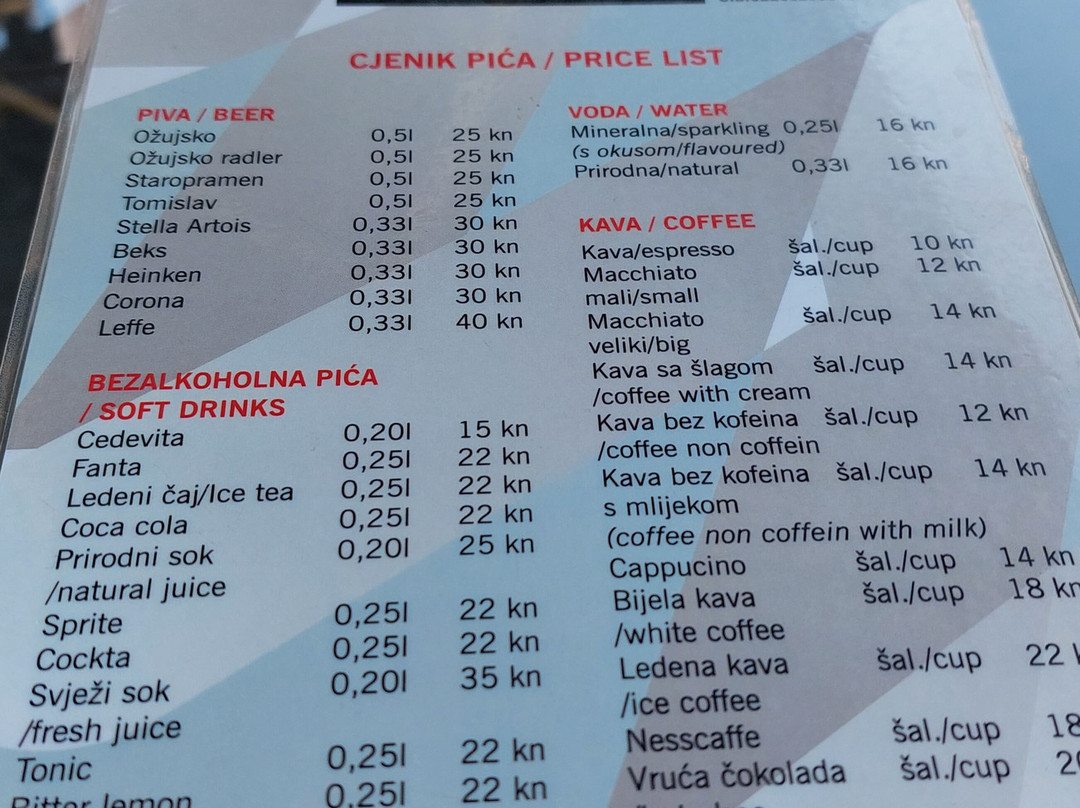 CJENIK PIĆA / PRICE LIST
PIVA / BEER
Ožujsko 0,5l 25 kn
Ožujsko radler 0,5l 25 kn
Staropramen 0,5l 25 kn
Tomislav 0,5l 25 kn
Stella Artois 0,33l 30 kn
Beks 0,33l 30 kn
Heinken 0,33l 30 kn
Corona 0,33l 30 kn
Leffe 0,33l 40 kn
BEZALKOHOLNA PIĆA
/ SOFT DRINKS
Cedevita 0,20l 15 kn
Fanta 0,25l 22 kn
Ledeni čaj/Ice tea 0,25l 22 kn
Coca cola 0,25l 22 kn
Prirodni sok 0,20l 25 kn
/natural juice
Sprite 0,25l 22 kn
Cockta 0,25l 22 kn
Svježi sok 0,20l 35 kn
/fresh juice
Tonic 0,25l 22 kn
Bitter lemon 0,25l 22 kn
VODA / WATER
Mineralna/sparkling 0,25l 16 kn
(s okusom/flavoured)
Prirodna/natural 0,33l 16 kn
KAVA / COFFEE
Kava/espresso šal./cup 10 kn
Macchiato šal./cup 12 kn
mali/small
Macchiato šal./cup 14 kn
veliki/big
Kava sa šlagom šal./cup 14 kn
/coffee with cream
Kava bez kofeina šal./cup 12 kn
/coffee non coffein
Kava bez kofeina šal./cup 14 kn
s mlijekom
(coffee non coffein with milk)
Cappucino šal./cup 14 kn
Bijela kava šal./cup 18 kn
/white coffee
Ledena kava šal./cup 22
/ice coffee
Nesscaffe šal./cup 18
Vruća čokolada šal./cup